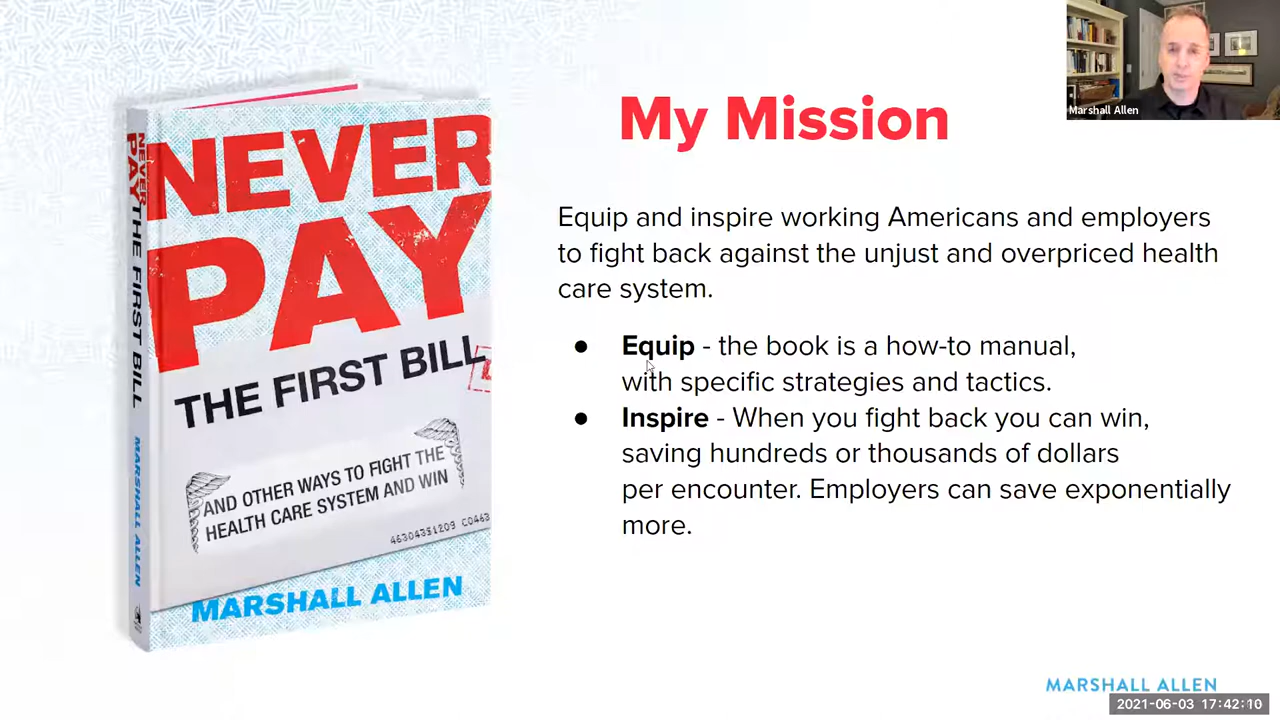 NEVER
PAY
THE FIRST BILL
AND OTHER WAYS TO FIGHT THE
HEALTH CARE SYSTEM AND WIN
46304351209 C0463
MARSHALL ALLEN
NEVER
PAY THE FIRST BILL
MARSHALL ALLEN
My Mission
Equip and inspire working Americans and employers
to fight back against the unjust and overpriced health
care system.
● Equip - the book is a how-to manual,
with specific strategies and tactics.
● Inspire - When you fight back you can win,
saving hundreds or thousands of dollars
per encounter. Employers can save exponentially
more.
Marshall Allen
MARSHALL ALLEN
2021-06-03 17:42:10